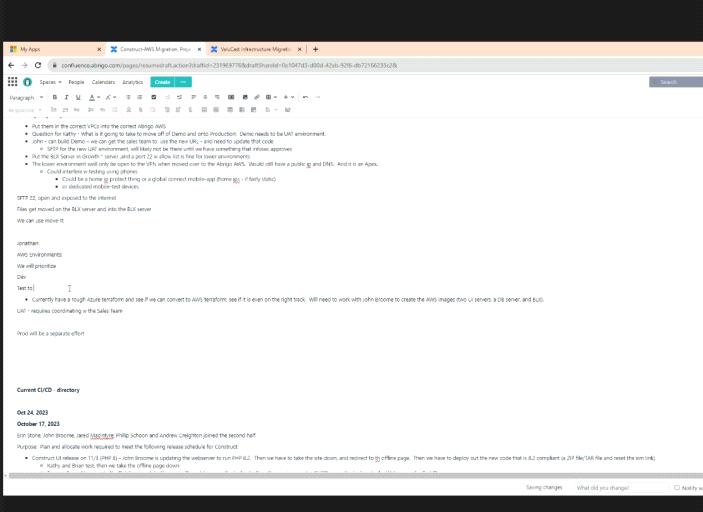 My Apps
Construct-AWS Migration, Proje
ValuCast Infrastructure Migratio
Spaces
People
Calendars
Analytics
Create
Search
Paragraph
Put them in the correct VPCs into the correct Abrigo AWS
Question for Kathy - What is it going to take to move off of Demo and onto Production. Demo needs to be UAT environment.
John - can build Demo - we can get the sales team to use the new URL - and need to update that code
SFTP for the new UAT environment, will likely not be there until we have something that infosec approves
Put the BLX Server in Growth * server ,and a port 22 w allow list is fine for lower environments
The lower environment well only be open to the VPN when moved over to the Abrigo AWS. Would still have a public ip and DNS. And it is an Apex.
Could interfere w testing using phones
Could be a home ip protect thing or a global connect mobile-app (home ips - if fairly static)
or dedicated mobile-test devices
SFTP 22, open and exposed to the internet
Files get moved on the BLX server and into the BLX server
We can use move-It
Jonathan:
AWS Environments:
We will prioritize
Dev
Test to
Currently have a rough Azure terraform and see if we can convert to AWS terraform; see if it is even on the right track. Will need to work with John Broome to create the AWS images (two UI servers, a DB server, and BLX).
UAT - requires coordinating w the Sales Team
Prod will be a separate effort
Current CI/CD - directory
Oct 24, 2023
October 17, 2023
Erin Stone, John Broome, Jared MacIntyre; Phillip Schoon and Andrew Creighton joined the second half.
Purpose: Plan and allocate work required to meet the following release schedule for Construct:
Construct UI release on 11/3 (PHP 8) - John Broome is updating the webserver to run PHP 8.2. Then we have to take the site down, and redirect to offline page. Then we have to deploy out the new code that is 8.2 compliant (a ZIP file/TAR file and reset the sim link)
Kathy and Brian test, then we take the offline page down
Saving changes
What did you change?
Notify w